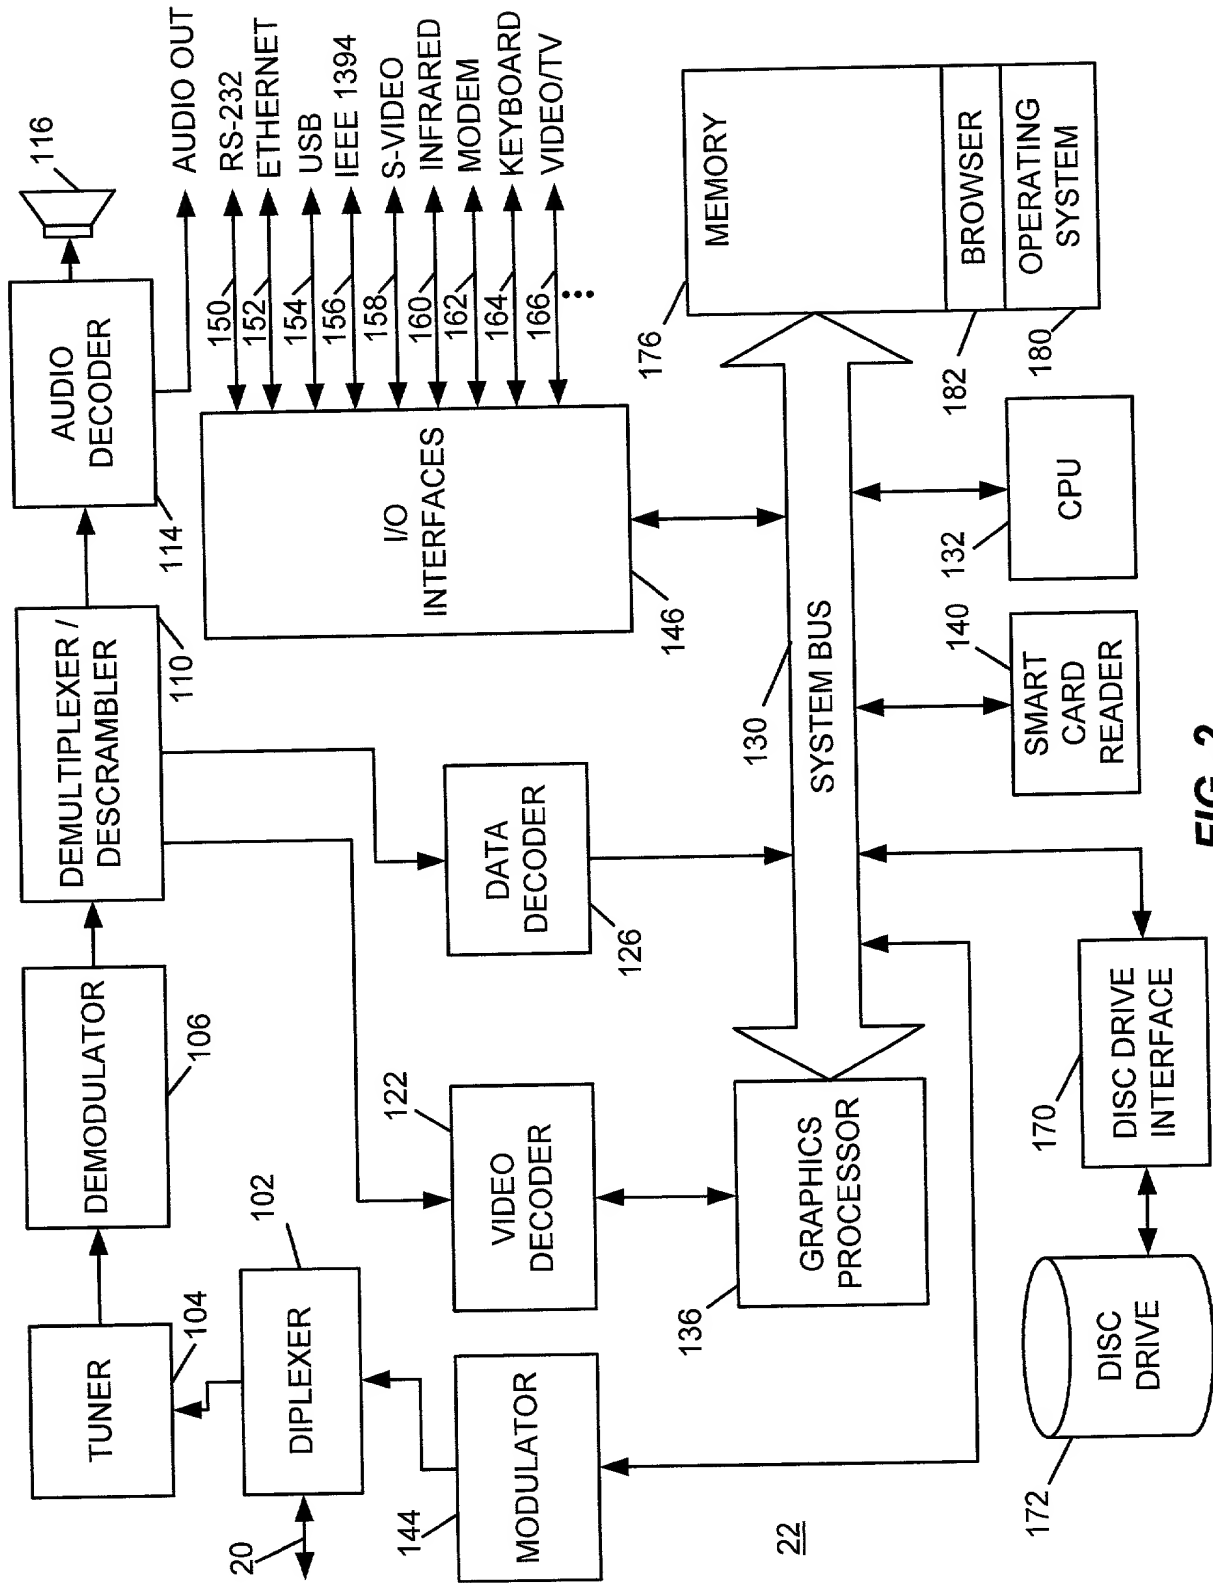 TUNER
104
DEMODULATOR
106
DEMULTIPLEXER /
DESCRAMBLER
110
AUDIO
DECODER
114
116
AUDIO OUT
20
DIPLEXER
102
MODULATOR
144
VIDEO
DECODER
122
DATA
DECODER
126
I/O
INTERFACES
146
150
RS-232
152
ETHERNET
154
USB
156
IEEE 1394
158
S-VIDEO
160
INFRARED
162
MODEM
164
KEYBOARD
166
VIDEO/TV
GRAPHICS
PROCESSOR
136
SYSTEM BUS
130
MEMORY
176
BROWSER
182
OPERATING
SYSTEM
180
22
DISC
DRIVE
172
DISC DRIVE
INTERFACE
170
SMART
CARD
READER
140
CPU
132
FIG. 2